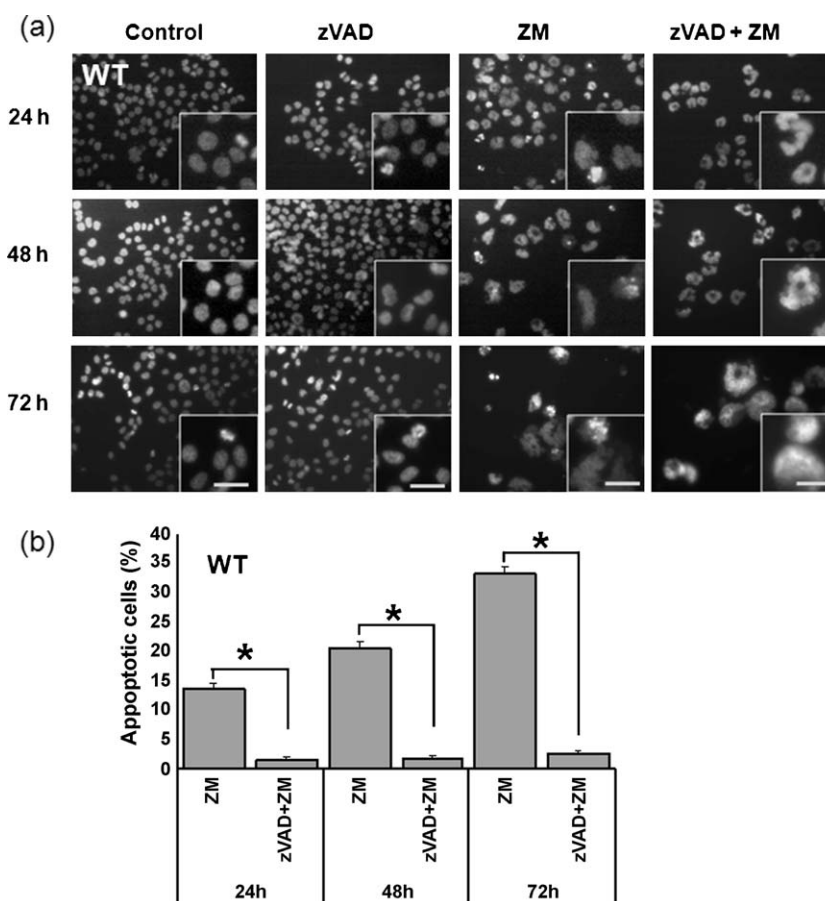 (a)
Control zVAD ZM zVAD + ZM
WT
24 h
48 h
72 h
(b)
WT
Appoptotic cells (%)
40
35
30
25
20
15
10
5
0
* * *
ZM zVAD+ZM ZM zVAD+ZM ZM zVAD+ZM
24h 48h 72h